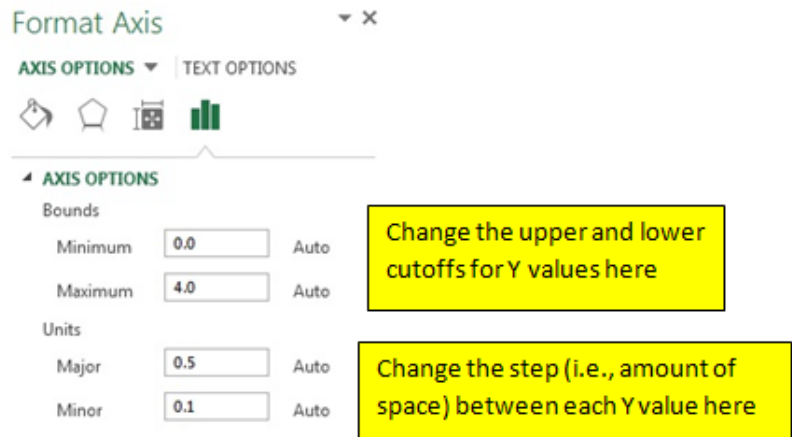 Format Axis
AXIS OPTIONS TEXT OPTIONS
AXIS OPTIONS
Bounds
Minimum 0.0 Auto
Maximum 4.0 Auto
Change the upper and lower
cutoffs for Y values here
Units
Major 0.5 Auto
Minor 0.1 Auto
Change the step (i.e., amount of
space) between each Y value here